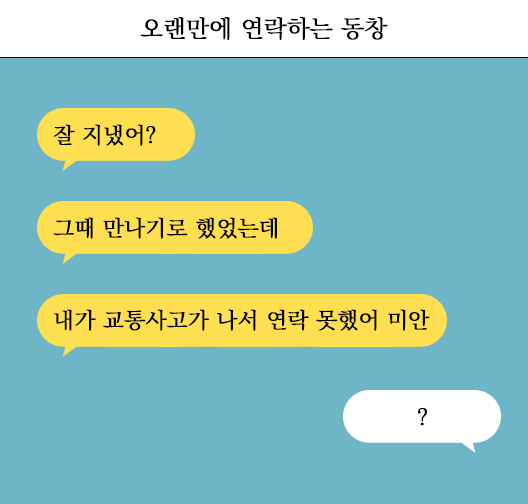 오랜만에 연락하는 동창
잘 지냈어?
그때 만나기로 했었는데
내가 교통사고가 나서 연락 못했어 미안
?